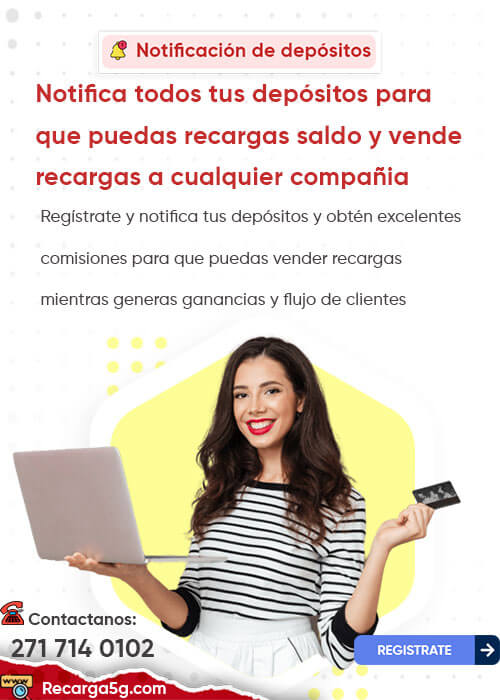 Notificación de depósitos
Notifica todos tus depósitos para
que puedas recargas saldo y vende
recargas a cualquier compañia
Regístrate y notifica tus depósitos y obtén excelentes
comisiones para que puedas vender recargas
mientras generas ganancias y flujo de clientes
Contactanos:
271 714 0102
REGISTRATE
www
Recarga5g.com